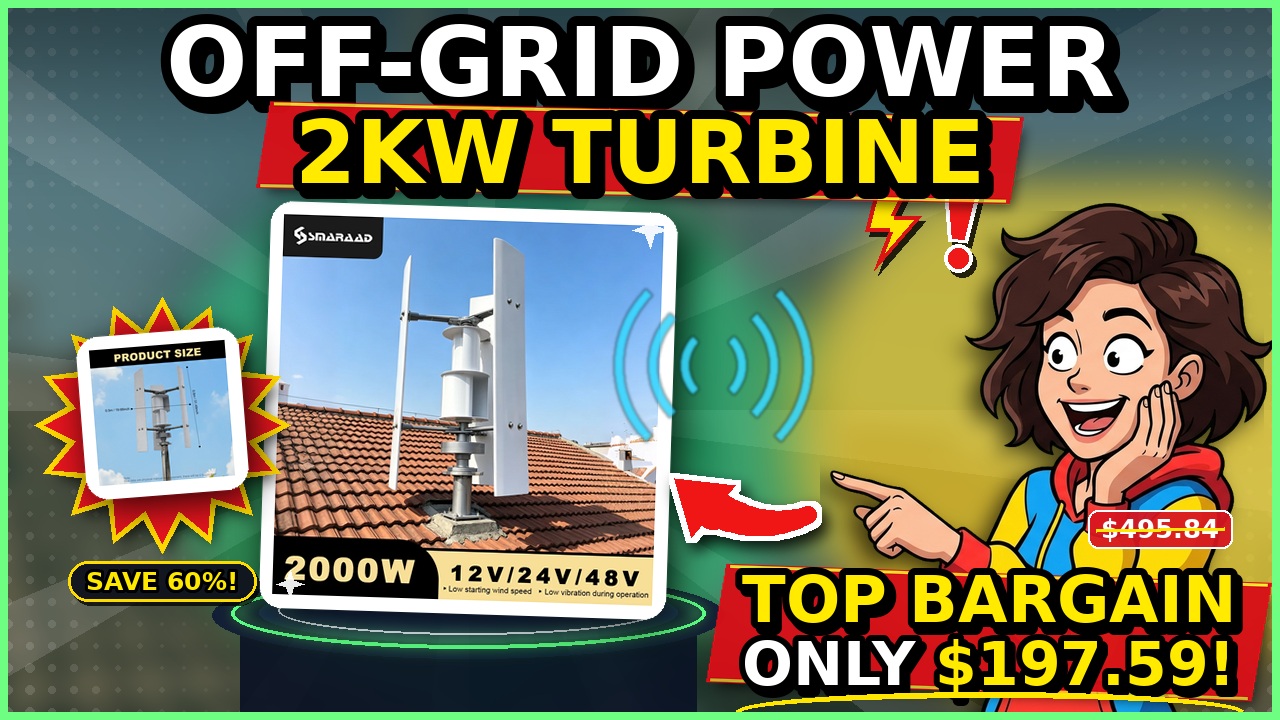 OFF-GRID POWER
2KW TURBINE
SMARAAD
PRODUCT SIZE
SAVE 60%!
2000W
12V/24V/48V
• Low starting wind speed • Low vibration during operation
$495.84
TOP BARGAIN
ONLY $197.59!